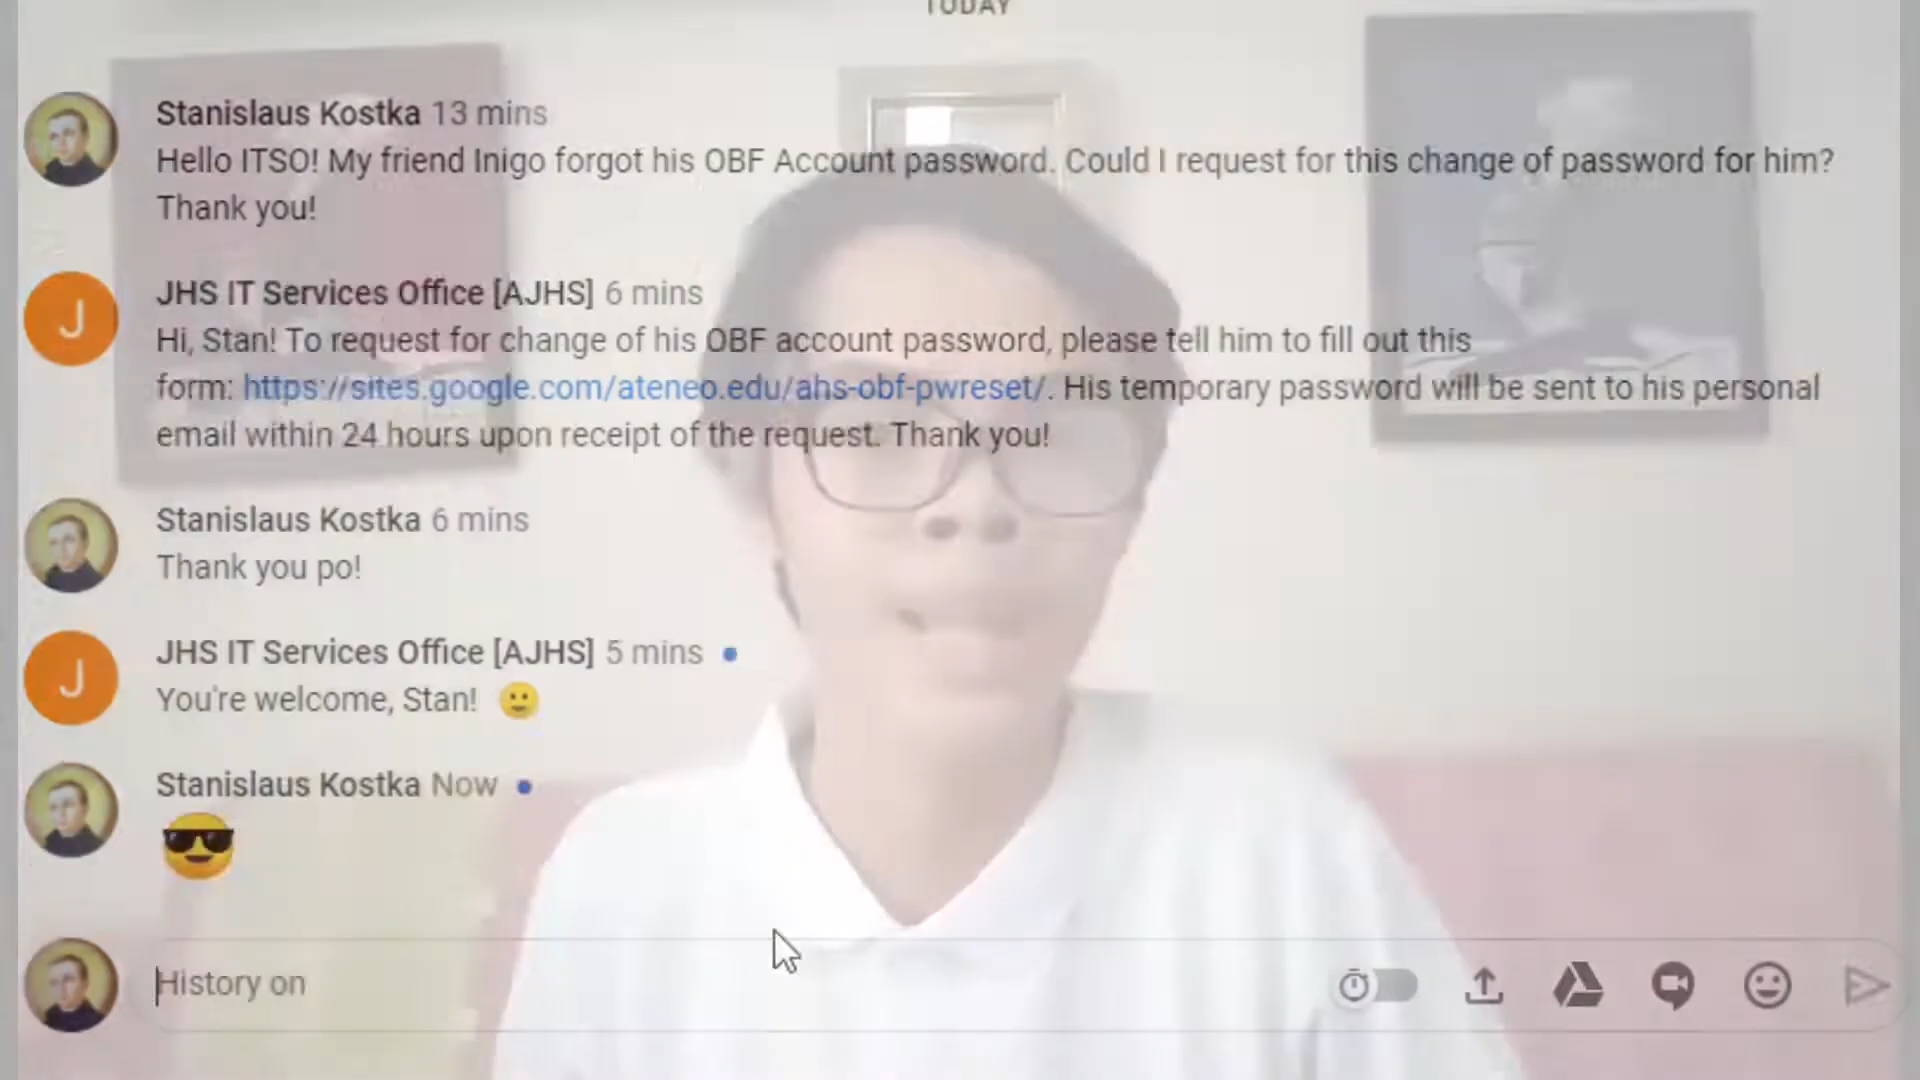 TODAY
Stanislaus Kostka 13 mins
Hello ITSO! My friend Inigo forgot his OBF Account password. Could I request for this change of password for him?
Thank you!
J
JHS IT Services Office [AJHS] 6 mins
Hi, Stan! To request for change of his OBF account password, please tell him to fill out this
form: https://sites.google.com/ateneo.edu/ahs-obf-pwreset/. His temporary password will be sent to his personal
email within 24 hours upon receipt of the request. Thank you!
Stanislaus Kostka 6 mins
Thank you po!
J
JHS IT Services Office [AJHS] 5 mins
You're welcome, Stan! 🙂
Stanislaus Kostka Now
😎
History on